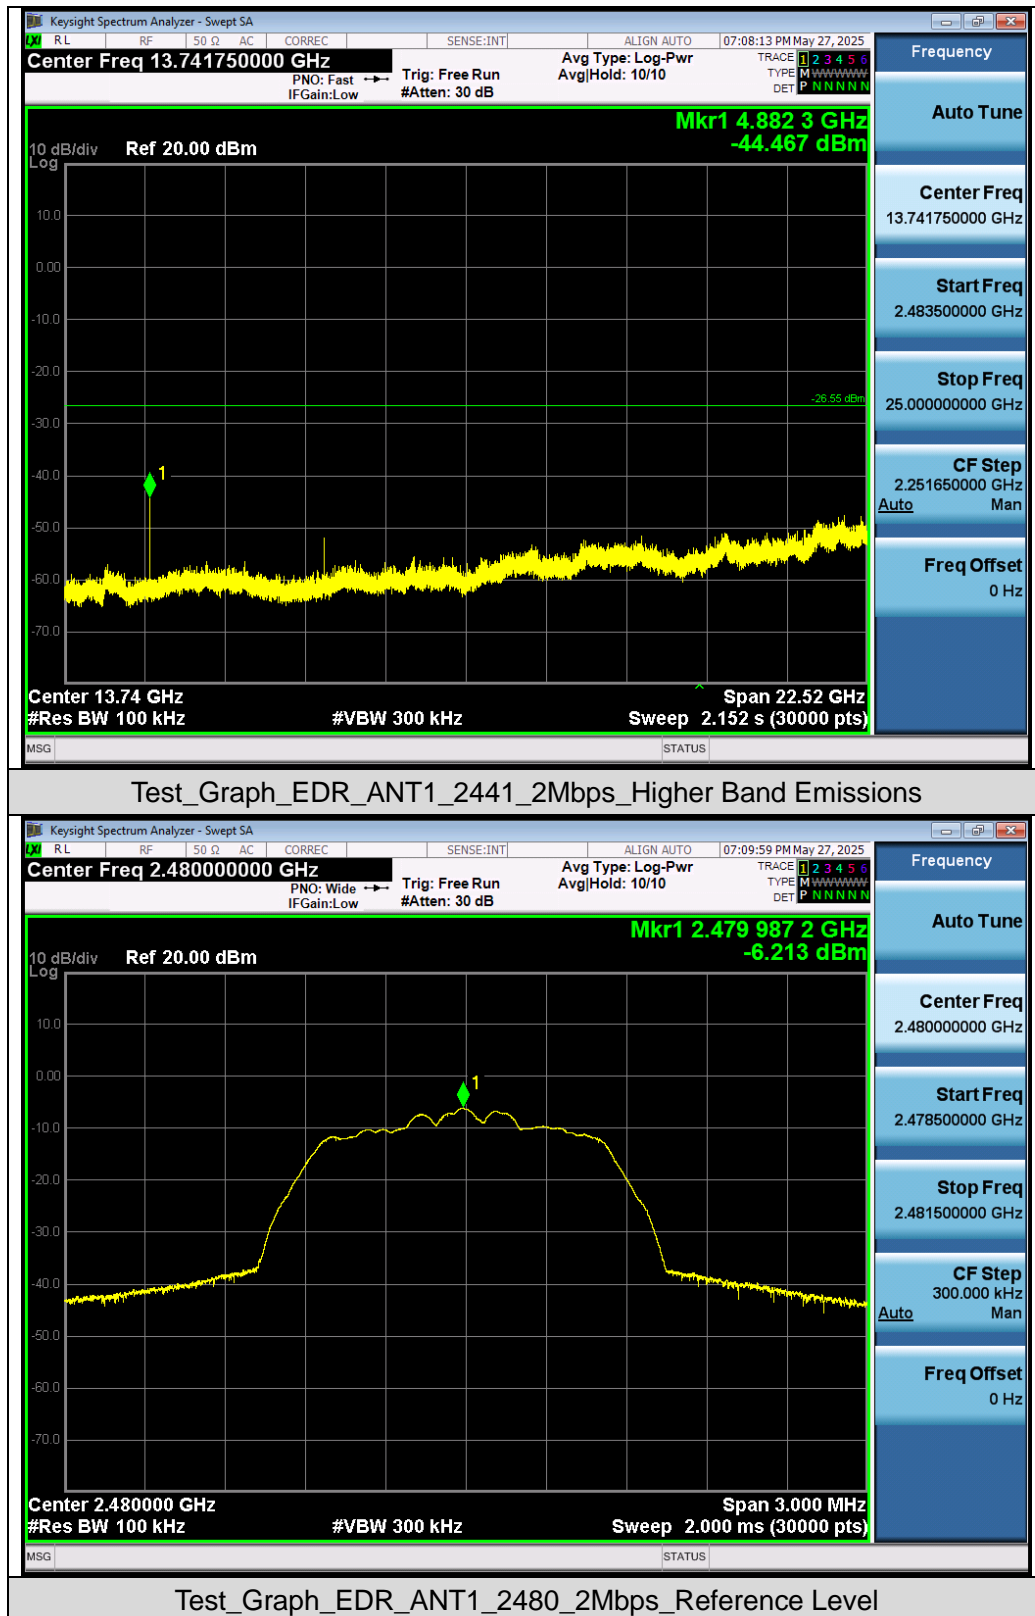 Keysight Spectrum Analyzer - Swept SA
LXI RL RF 50 Ω AC CORREC SENSE:INT ALIGN AUTO 07:08:13 PM May 27, 2025
Center Freq 13.741750000 GHz
PNO: Fast
IFGain:Low
Trig: Free Run
#Atten: 30 dB
Avg Type: Log-Pwr
Avg|Hold: 10/10
TRACE 1 2 3 4 5 6
TYPE M WWWWW
DET P N N N N N
Mkr1 4.882 3 GHz
-44.467 dBm
10 dB/div Ref 20.00 dBm
Log
10.0
0.00
-10.0
-20.0
-26.55 dBm
-30.0
-40.0
1
-50.0
-60.0
-70.0
Center 13.74 GHz Span 22.52 GHz
#Res BW 100 kHz #VBW 300 kHz Sweep 2.152 s (30000 pts)
MSG STATUS
Frequency
Auto Tune
Center Freq
13.741750000 GHz
Start Freq
2.483500000 GHz
Stop Freq
25.000000000 GHz
CF Step
2.251650000 GHz
Auto Man
Freq Offset
0 Hz
Test_Graph_EDR_ANT1_2441_2Mbps_Higher Band Emissions
Keysight Spectrum Analyzer - Swept SA
LXI RL RF 50 Ω AC CORREC SENSE:INT ALIGN AUTO 07:09:59 PM May 27, 2025
Center Freq 2.480000000 GHz
PNO: Wide
IFGain:Low
Trig: Free Run
#Atten: 30 dB
Avg Type: Log-Pwr
Avg|Hold: 10/10
TRACE 1 2 3 4 5 6
TYPE M WWWWW
DET P N N N N N
Mkr1 2.479 987 2 GHz
-6.213 dBm
10 dB/div Ref 20.00 dBm
Log
10.0
0.00
1
-10.0
-20.0
-30.0
-40.0
-50.0
-60.0
-70.0
Center 2.480000 GHz Span 3.000 MHz
#Res BW 100 kHz #VBW 300 kHz Sweep 2.000 ms (30000 pts)
MSG STATUS
Frequency
Auto Tune
Center Freq
2.480000000 GHz
Start Freq
2.478500000 GHz
Stop Freq
2.481500000 GHz
CF Step
300.000 kHz
Auto Man
Freq Offset
0 Hz
Test_Graph_EDR_ANT1_2480_2Mbps_Reference Level